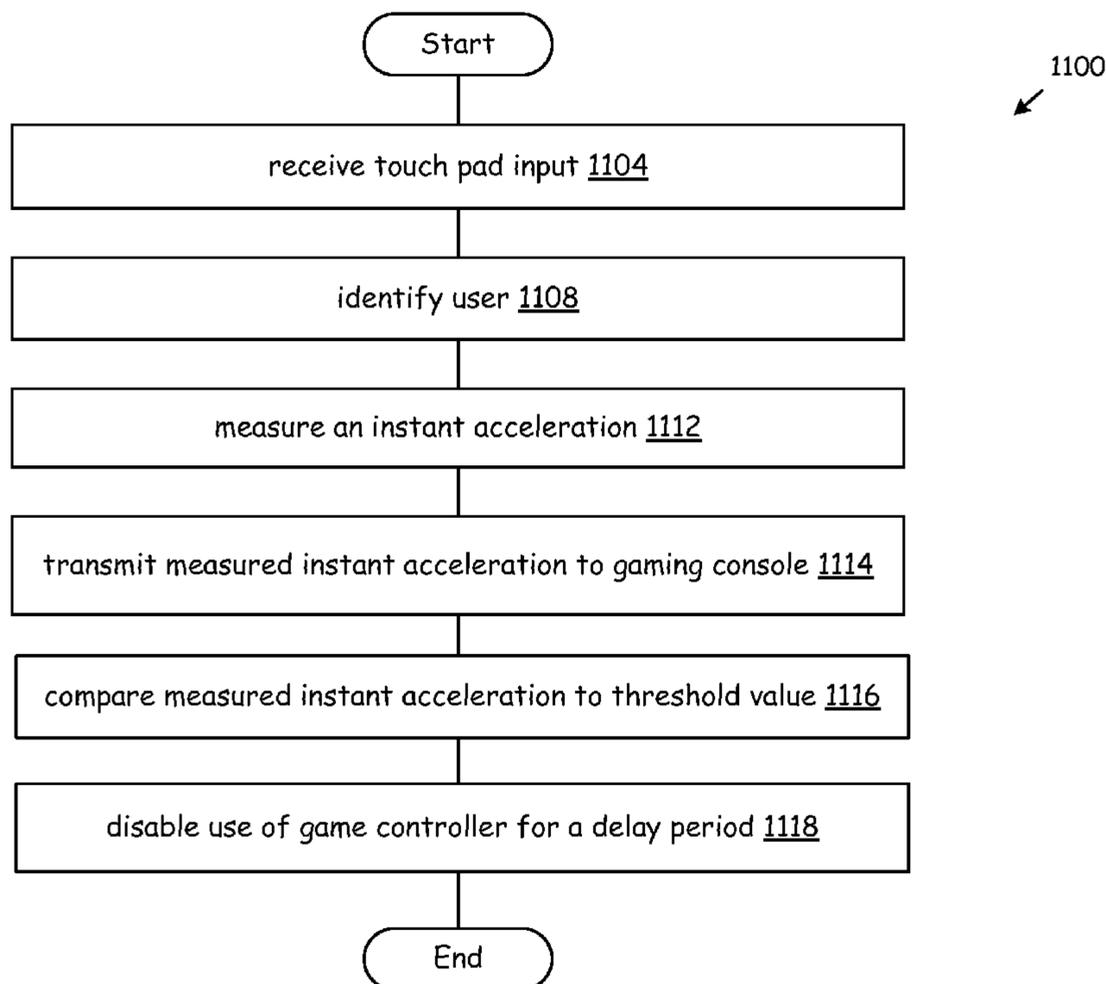 Start
1100
receive touch pad input 1104
identify user 1108
measure an instant acceleration 1112
transmit measured instant acceleration to gaming console 1114
compare measured instant acceleration to threshold value 1116
disable use of game controller for a delay period 1118
End